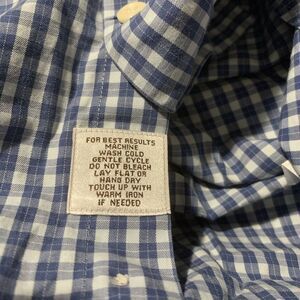 FOR BEST RESULTS
MACHINE
WASH COLD
GENTLE CYCLE
DO NOT BLEACH
LAY FLAT OR
HANG DRY
TOUCH UP WITH
WARM IRON
IF NEEDED